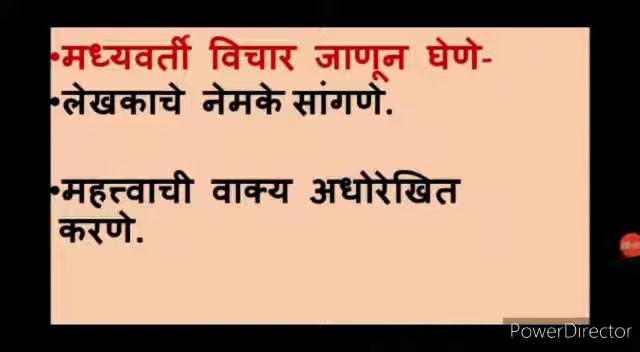 •मध्यवर्ती विचार जाणून घेणे-
•लेखकाचे नेमके सांगणे.
•महत्त्वाची वाक्य अधोरेखित
करणे.
PowerDirector